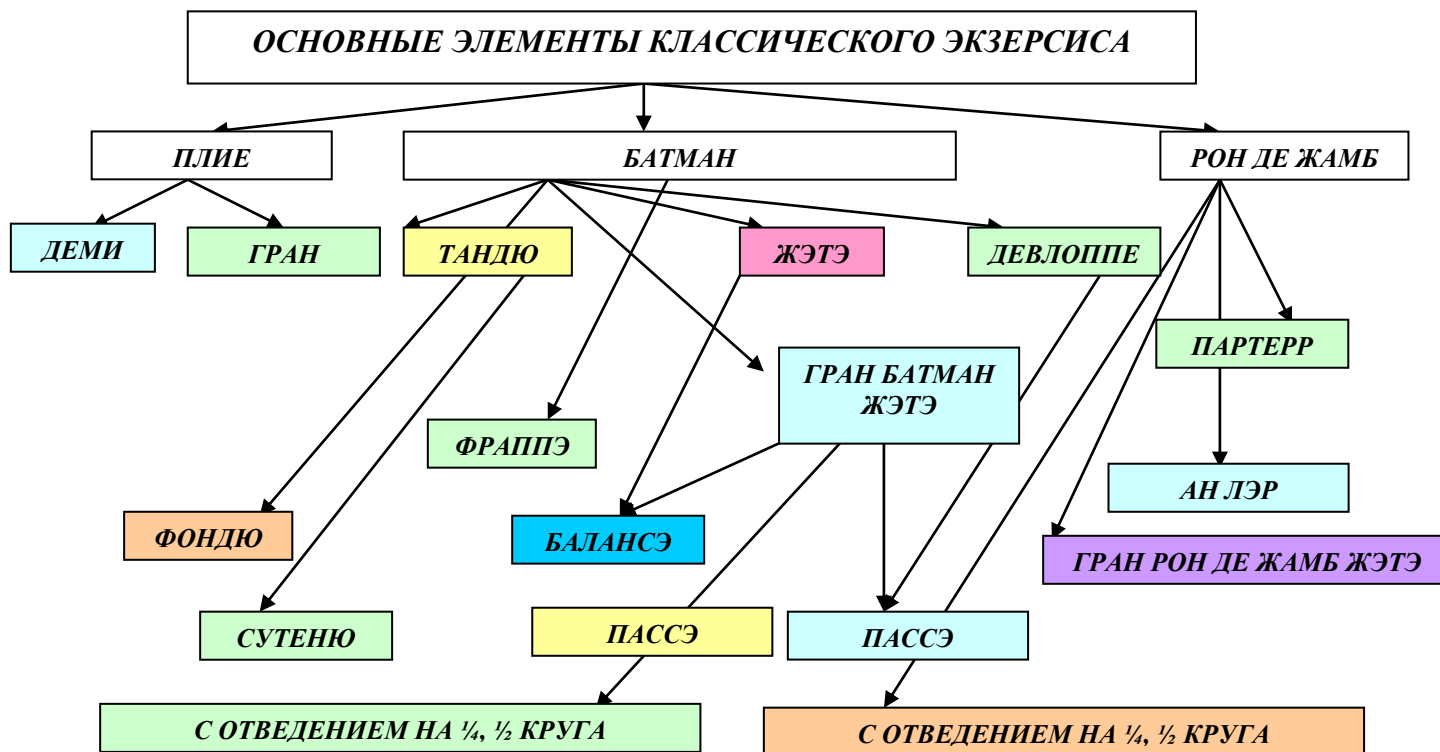 ОСНОВНЫЕ ЭЛЕМЕНТЫ КЛАССИЧЕСКОГО ЭКЗЕРСИСА
ПЛИЕ
БАТМАН
РОН ДЕ ЖАМБ
ДЕМИ
ГРАН
ТАНДЮ
ЖЭТЭ
ДЕВЛОППЕ
ПАРТЕРР
ГРАН БАТМАН
ЖЭТЭ
ФРАППЭ
АН ЛЭР
ФОНДЮ
БАЛАНСЭ
ГРАН РОН ДЕ ЖАМБ ЖЭТЭ
СУТЕНЮ
ПАССЭ
ПАССЭ
С ОТВЕДЕНИЕМ НА ¼, ½ КРУГА
С ОТВЕДЕНИЕМ НА ¼, ½ КРУГА